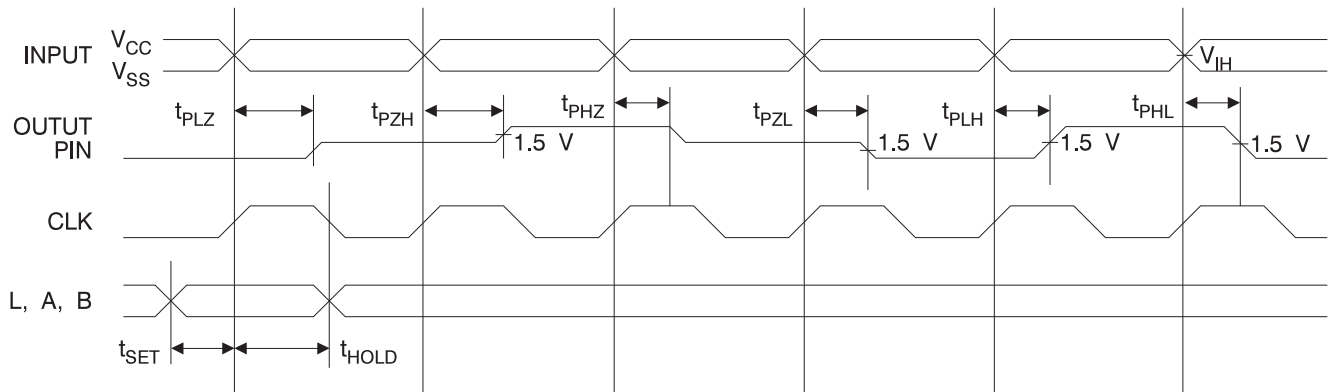 INPUT V_CC V_SS V_IH
t_PLZ t_PZH t_PHZ t_PZL t_PLH t_PHL
OUTUT PIN 1.5 V 1.5 V 1.5 V 1.5 V
CLK
L, A, B
t_SET t_HOLD